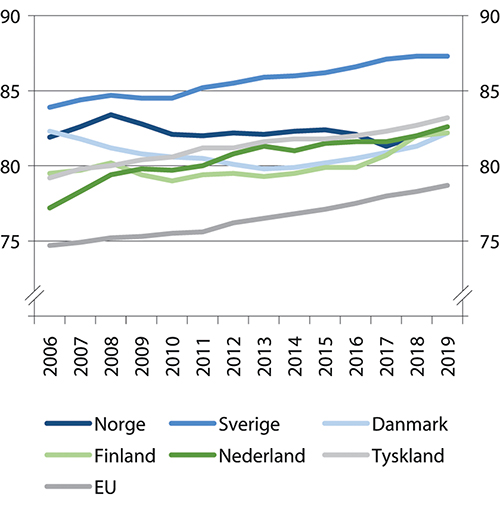 90 90
85 85
80 80
75 75
2006 2007 2008 2009 2010 2011 2012 2013 2014 2015 2016 2017 2018 2019
Norge Sverige Danmark
Finland Nederland Tyskland
EU